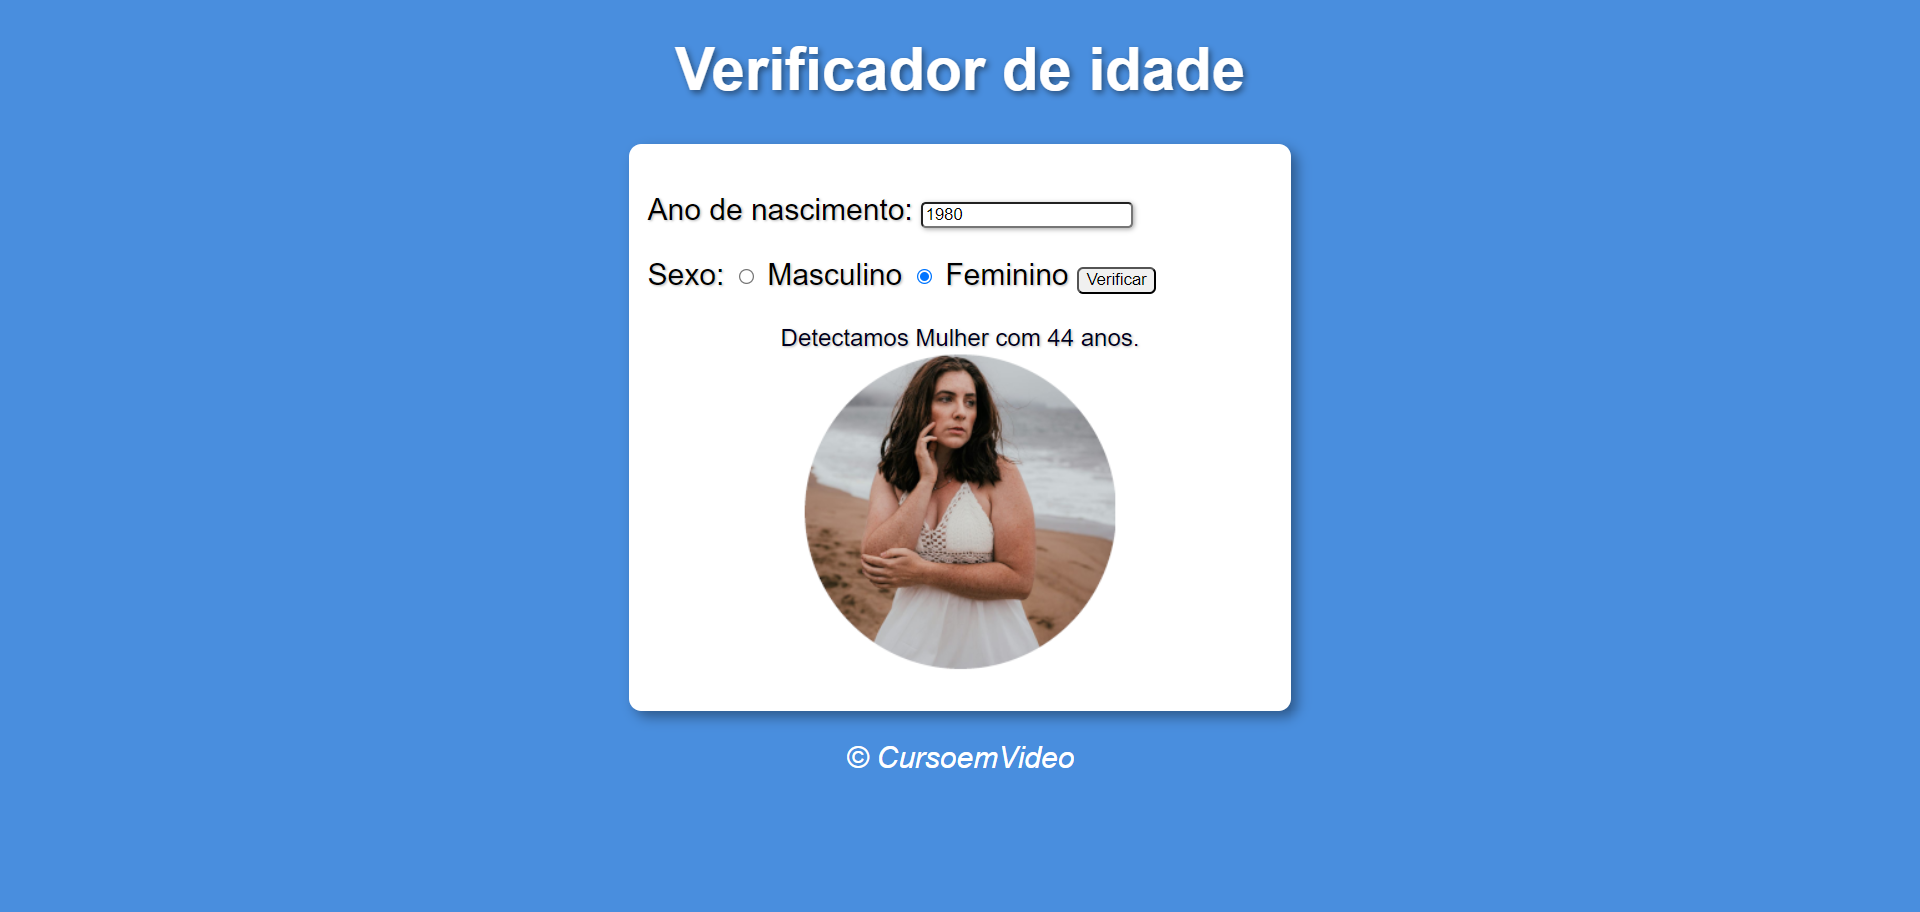 Verificador de idade
Ano de nascimento: 1980
Sexo: Masculino Feminino Verificar
Detectamos Mulher com 44 anos.
© CursoemVideo